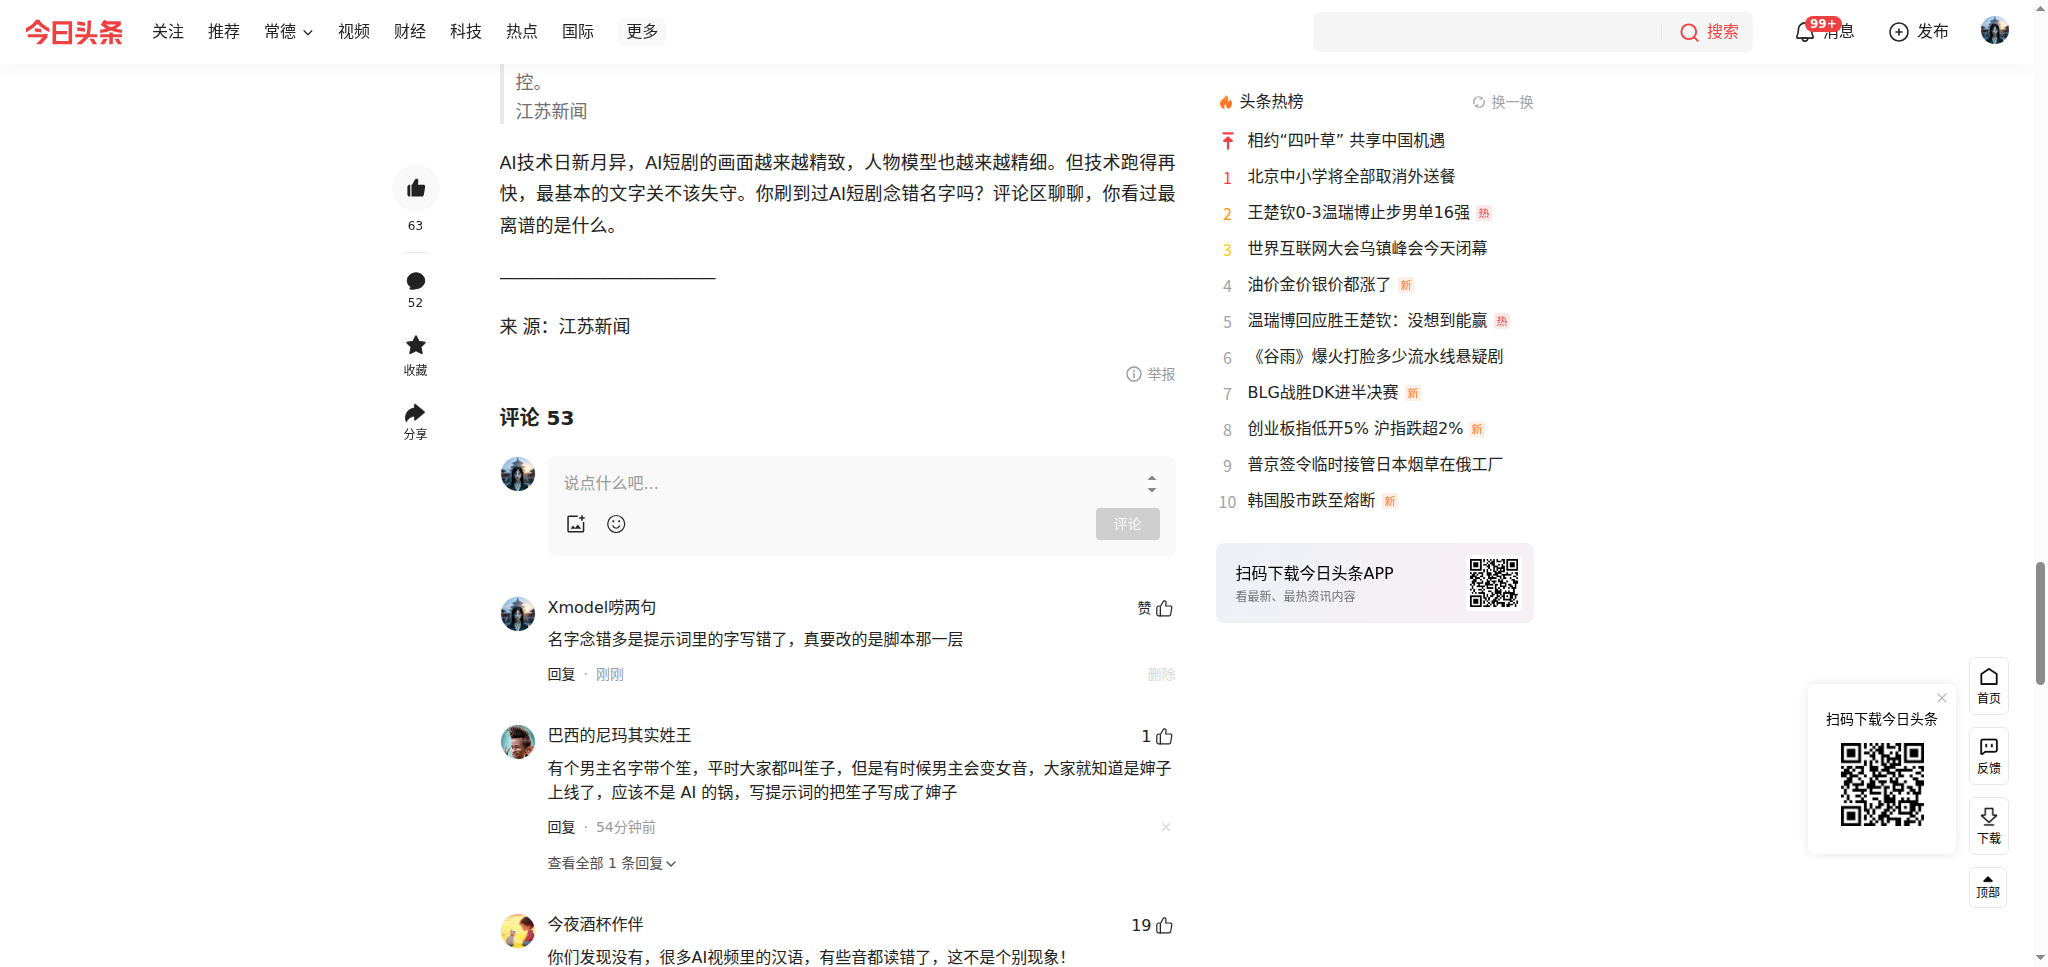 今日头条
关注
推荐
常德
视频
财经
科技
热点
国际
更多
搜索
99+
消息
发布
控。
江苏新闻
AI技术日新月异，AI短剧的画面越来越精致，人物模型也越来越精细。但技术跑得再
快，最基本的文字关不该失守。你刷到过AI短剧念错名字吗？评论区聊聊，你看过最
离谱的是什么。
————————————
来 源：江苏新闻
举报
63
52
收藏
分享
评论 53
说点什么吧...
评论
Xmodel唠两句
赞
名字念错多是提示词里的字写错了，真要改的是脚本那一层
回复 · 刚刚
删除
巴西的尼玛其实姓王
1
有个男主名字带个笙，平时大家都叫笙子，但是有时候男主会变女音，大家就知道是婶子
上线了，应该不是 AI 的锅，写提示词的把笙子写成了婶子
回复 · 54分钟前
查看全部 1 条回复
今夜酒杯作伴
19
你们发现没有，很多AI视频里的汉语，有些音都读错了，这不是个别现象！
头条热榜
换一换
相约“四叶草” 共享中国机遇
1 北京中小学将全部取消外送餐
2 王楚钦0-3温瑞博止步男单16强 热
3 世界互联网大会乌镇峰会今天闭幕
4 油价金价银价都涨了 新
5 温瑞博回应胜王楚钦：没想到能赢 热
6 《谷雨》爆火打脸多少流水线悬疑剧
7 BLG战胜DK进半决赛 新
8 创业板指低开5% 沪指跌超2% 新
9 普京签令临时接管日本烟草在俄工厂
10 韩国股市跌至熔断 新
扫码下载今日头条APP
看最新、最热资讯内容
扫码下载今日头条
首页
反馈
下载
顶部